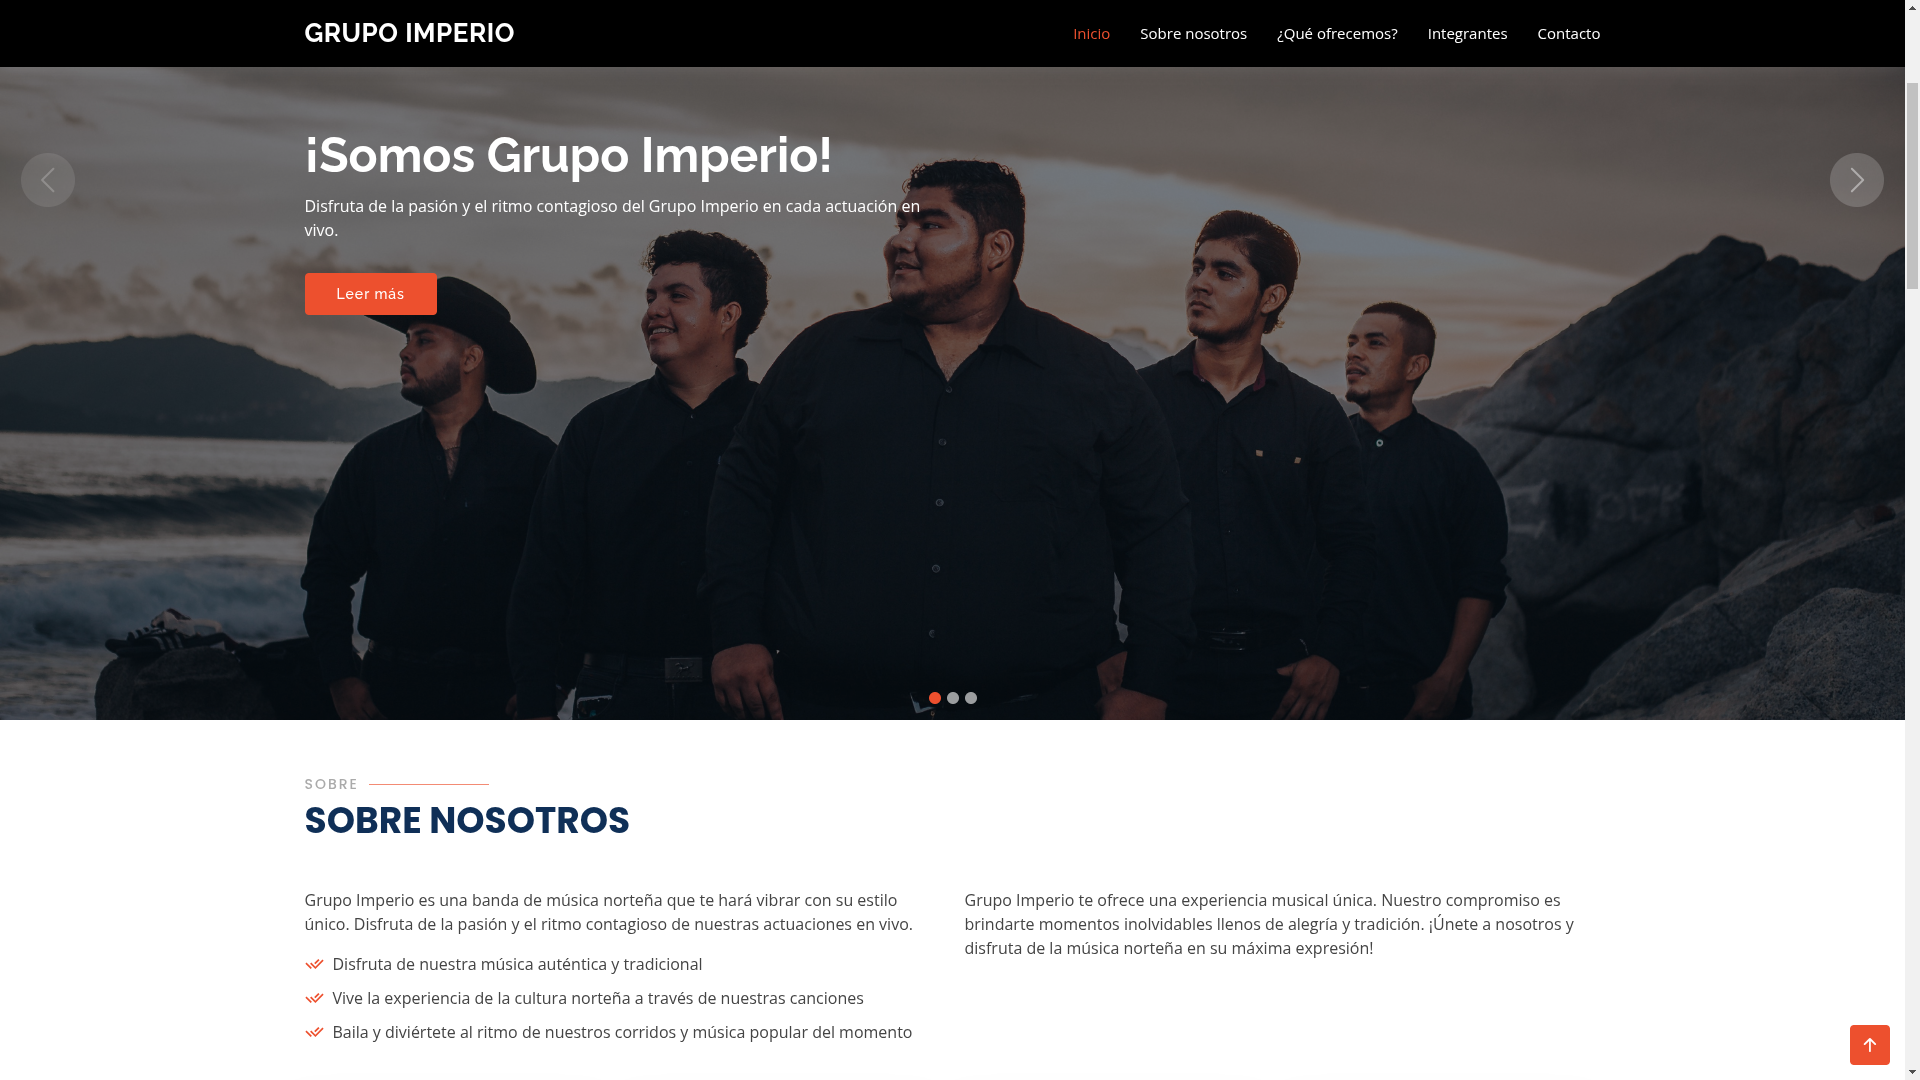 GRUPO IMPERIO
Inicio
Sobre nosotros
¿Qué ofrecemos?
Integrantes
Contacto
¡Somos Grupo Imperio!
Disfruta de la pasión y el ritmo contagioso del Grupo Imperio en cada actuación en
vivo.
Leer más
SOBRE
SOBRE NOSOTROS
Grupo Imperio es una banda de música norteña que te hará vibrar con su estilo
único. Disfruta de la pasión y el ritmo contagioso de nuestras actuaciones en vivo.
Disfruta de nuestra música auténtica y tradicional
Vive la experiencia de la cultura norteña a través de nuestras canciones
Baila y diviértete al ritmo de nuestros corridos y música popular del momento
Grupo Imperio te ofrece una experiencia musical única. Nuestro compromiso es
brindarte momentos inolvidables llenos de alegría y tradición. ¡Únete a nosotros y
disfruta de la música norteña en su máxima expresión!